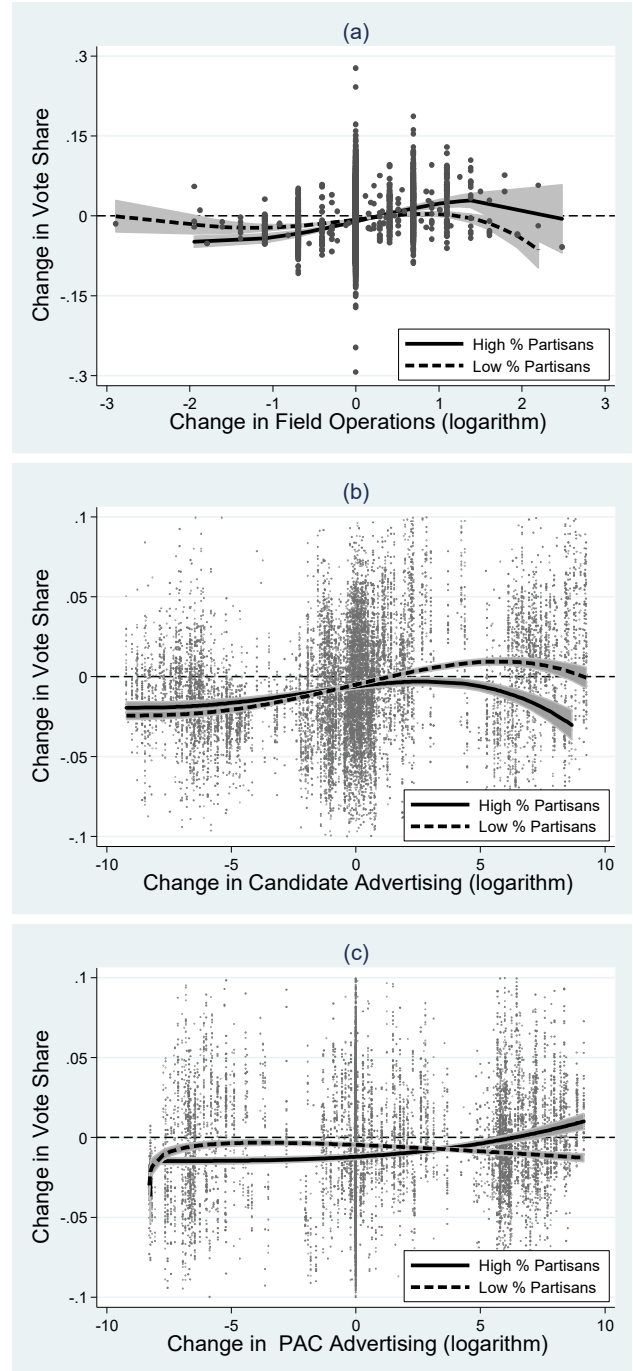 (a)
.3
.15
0
-.15
-.3
Change in Vote Share
High % Partisans
Low % Partisans
-3
-2
-1
0
1
2
3
Change in Field Operations (logarithm)
(b)
.1
.05
0
-.05
-.1
Change in Vote Share
High % Partisans
Low % Partisans
-10
-5
0
5
10
Change in Candidate Advertising (logarithm)
(c)
.1
.05
0
-.05
-.1
Change in Vote Share
High % Partisans
Low % Partisans
-10
-5
0
5
10
Change in  PAC Advertising (logarithm)